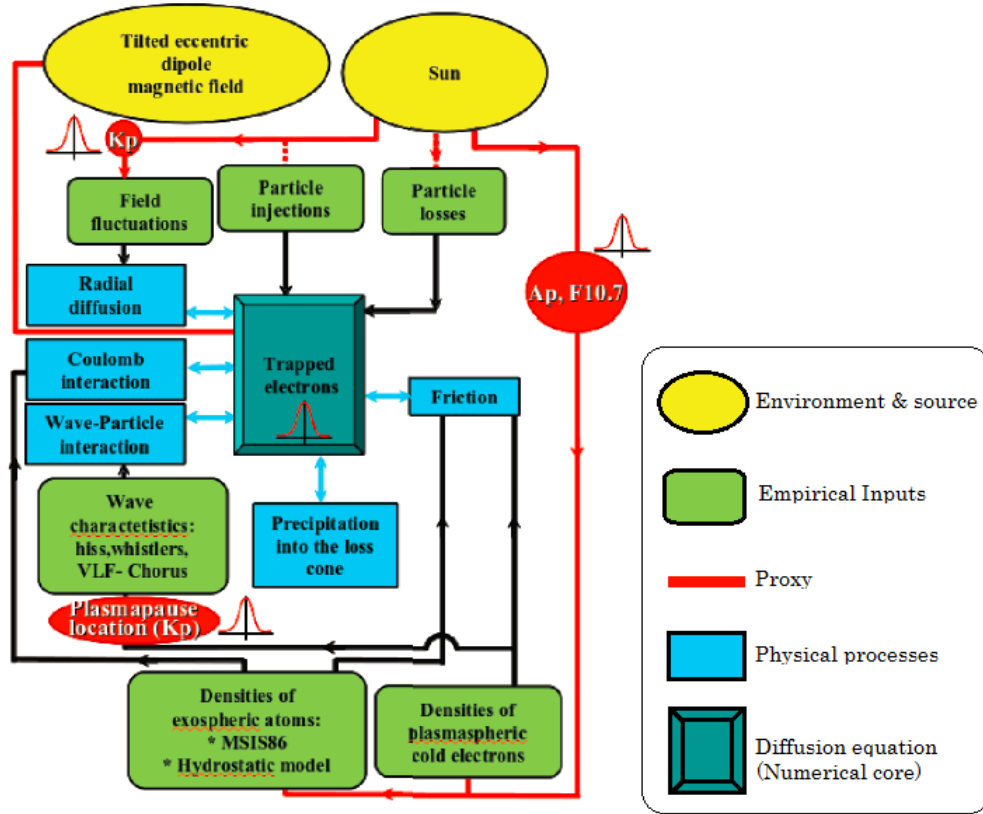 Tilted eccentric
dipole
magnetic field
Sun
Kp
Field
fluctuations
Particle
injections
Particle
losses
Radial
diffusion
Ap, F10.7
Coulomb
interaction
Trapped
electrons
Friction
Wave-Particle
interaction
Wave
charactetistics:
hiss,whistlers,
VLF- Chorus
Precipitation
into the loss
cone
Plasmapause
location (Kp)
Densities of
exospheric atoms:
* MSIS86
* Hydrostatic model
Densities of
plasmaspheric
cold electrons
Environment & source
Empirical Inputs
Proxy
Physical processes
Diffusion equation
(Numerical core)